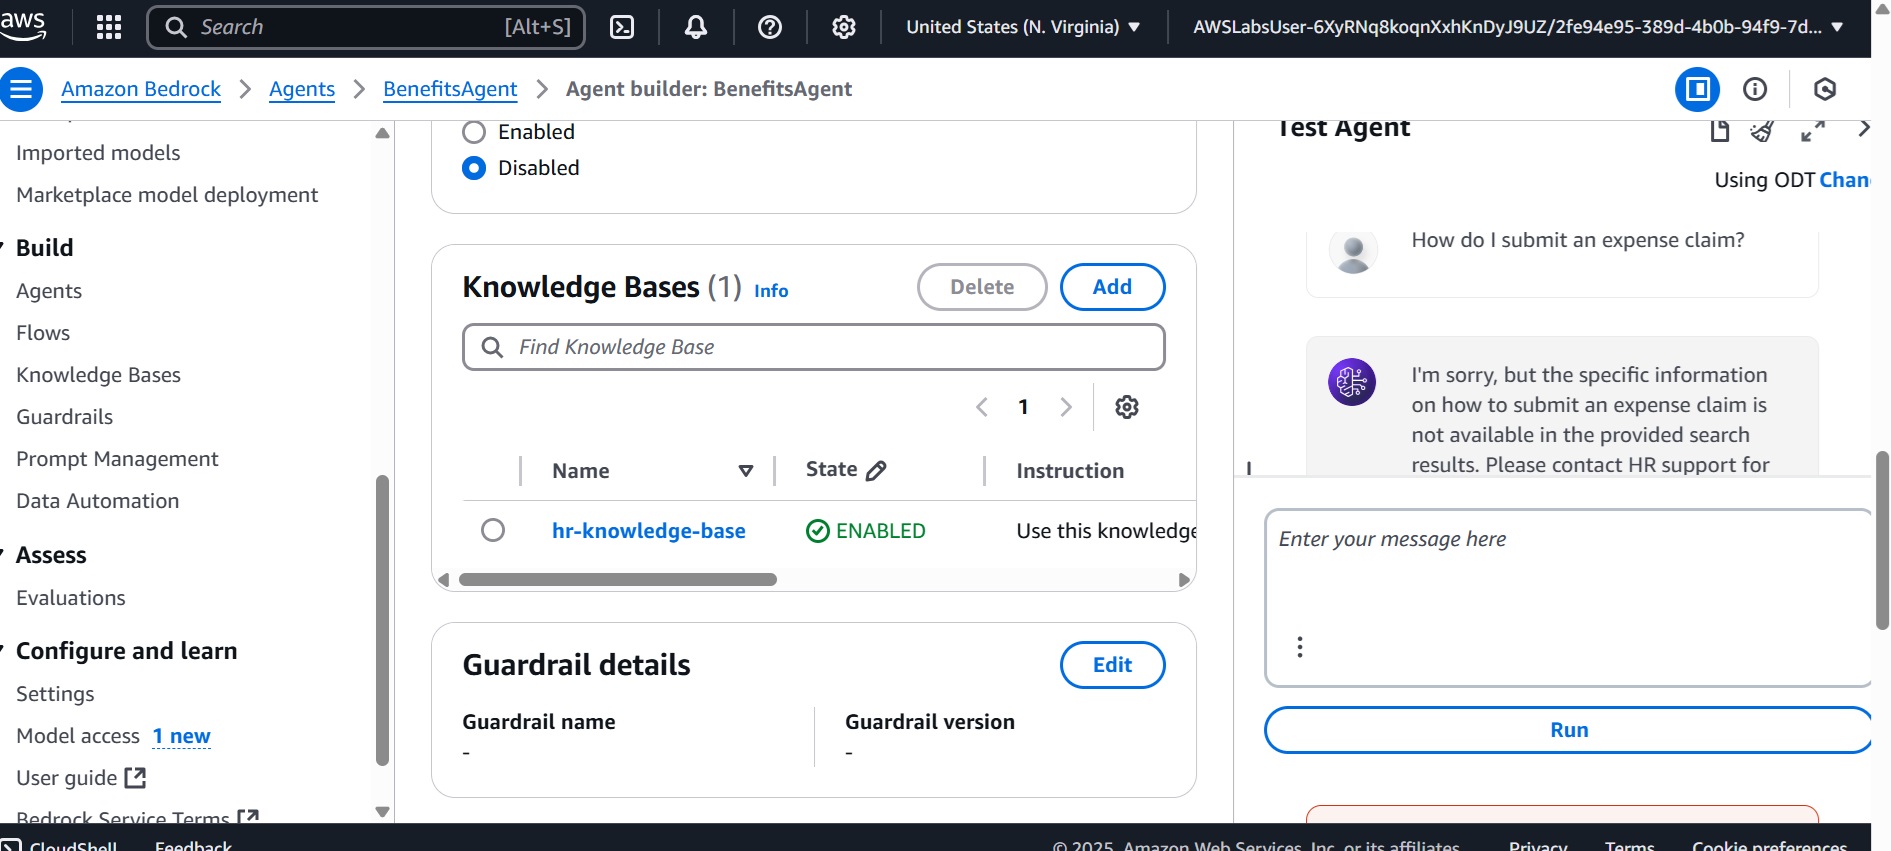 aws
Search [Alt+S]
United States (N. Virginia)
AWSLabsUser-6XyRNq8koqnXxhKnDyJ9UZ/2fe94e95-389d-4b0b-94f9-7d...
Amazon Bedrock > Agents > BenefitsAgent > Agent builder: BenefitsAgent
Imported models
Marketplace model deployment
Build
Agents
Flows
Knowledge Bases
Guardrails
Prompt Management
Data Automation
Assess
Evaluations
Configure and learn
Settings
Model access 1 new
User guide
Bedrock Service Terms
Enabled
Disabled
Knowledge Bases (1) Info
Delete
Add
Find Knowledge Base
1
Name State Instruction
hr-knowledge-base ENABLED Use this knowledge
Guardrail details
Edit
Guardrail name
-
Guardrail version
-
Test Agent
Using ODT Chan
How do I submit an expense claim?
I'm sorry, but the specific information
on how to submit an expense claim is
not available in the provided search
results. Please contact HR support for
Enter your message here
Run
CloudShell Feedback
© 2025, Amazon Web Services, Inc. or its affiliates. Privacy Terms Cookie preferences